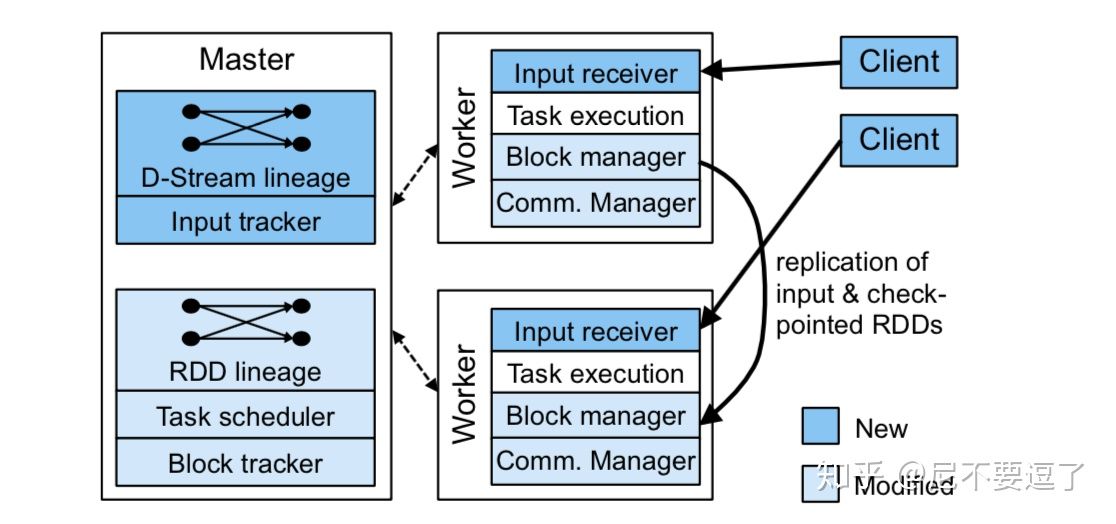 Master
D-Stream lineage
Input tracker
RDD lineage
Task scheduler
Block tracker
Worker
Input receiver
Task execution
Block manager
Comm. Manager
Worker
Input receiver
Task execution
Block manager
Comm. Manager
Client
Client
replication of
input & check-
pointed RDDs
New
Modified
知乎 @尼不要逗了